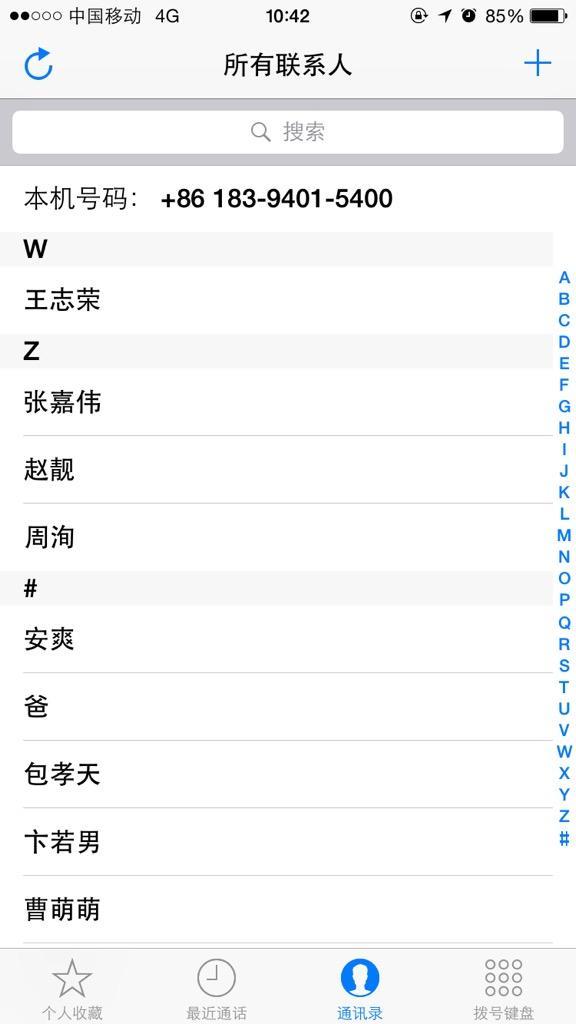 中国移动 4G 10:42 85%
所有联系人
搜索
本机号码： +86 183-9401-5400
W
王志荣
Z
张嘉伟
赵靓
周洵
#
安爽
爸
包孝天
卞若男
曹萌萌
A
B
C
D
E
F
G
H
I
J
K
L
M
N
O
P
Q
R
S
T
U
V
W
X
Y
Z
#
个人收藏 最近通话 通讯录 拨号键盘